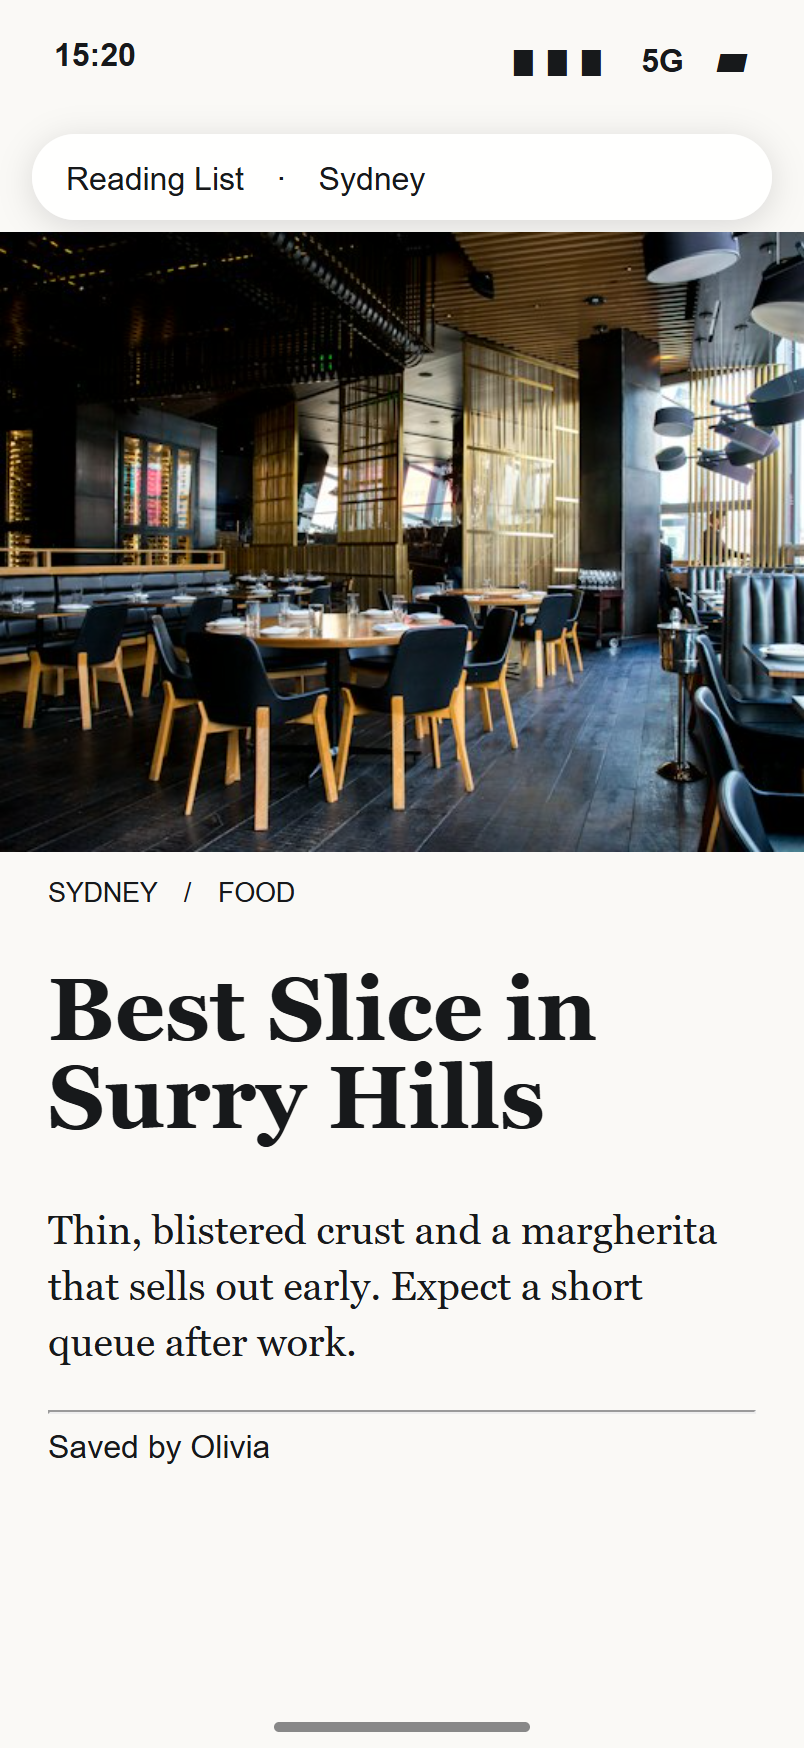 15:20 5G
Reading List · Sydney
SYDNEY / FOOD
Best Slice in
Surry Hills
Thin, blistered crust and a margherita
that sells out early. Expect a short
queue after work.
Saved by Olivia